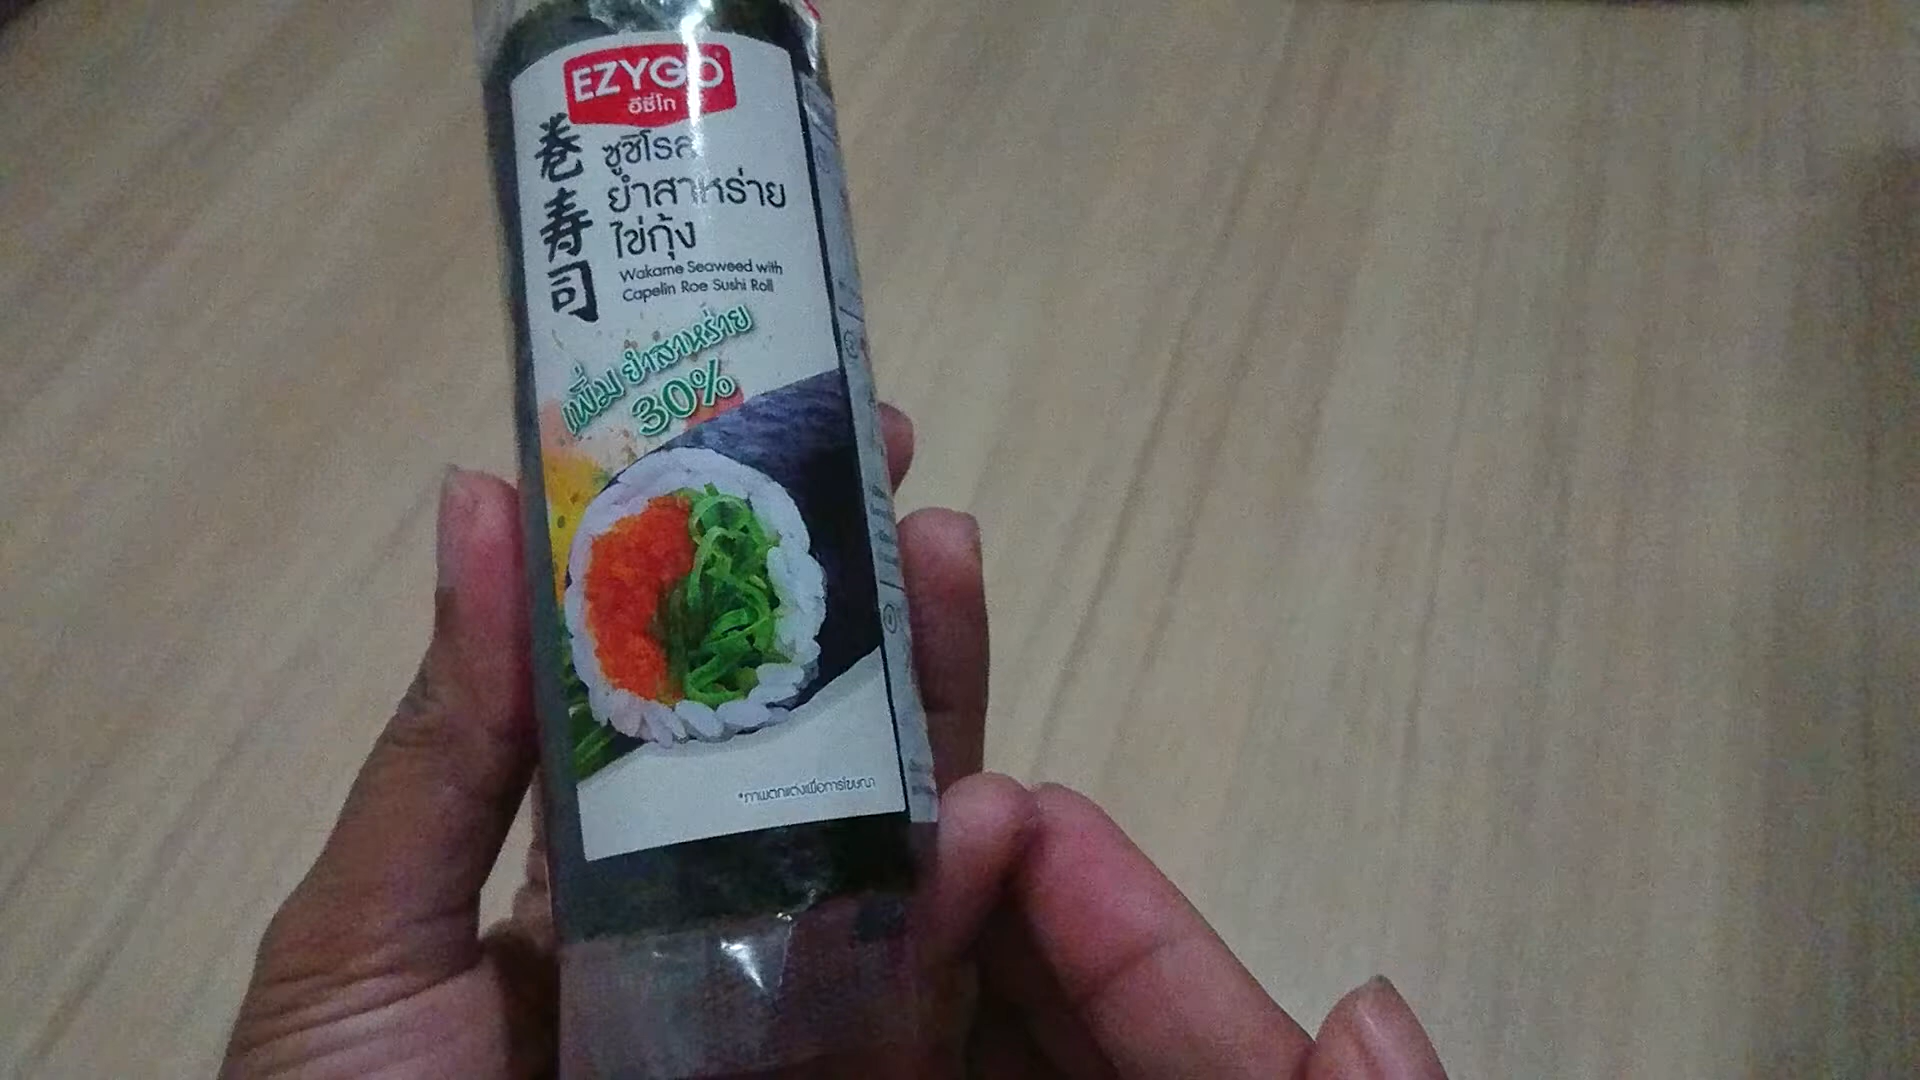 EZYGO
อีซี่โก
巻寿司
ซูชิโรล
ยำสาหร่าย
ไข่กุ้ง
Wakame Seaweed with
Capelin Roe Sushi Roll
เพิ่ม ยำสาหร่าย
30%
*ภาพตกแต่งเพื่อการโฆษณา